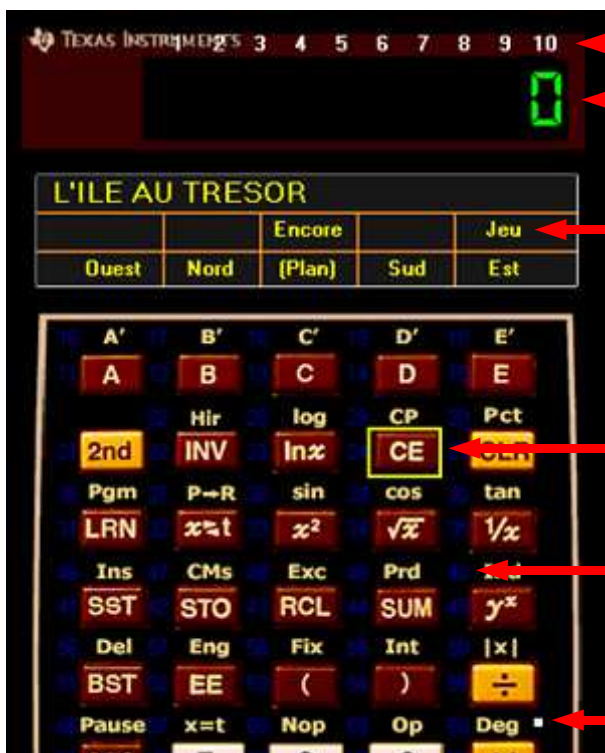 TEXAS INSTRUMENTS 1 2 3 4 5 6 7 8 9 10
0
L'ILE AU TRESOR
Encore Jeu
Ouest Nord (Plan) Sud Est
A' B' C' D' E'
A B C D E
Hir log CP Pct
2nd INV lnx CE CLR
Pgm P→R sin cos tan
LRN x⇆t x² √x 1/x
Ins CMs Exc Prd
SST STO RCL SUM yˣ
Del Eng Fix Int |x|
BST EE ( ) ÷
Pause x=t Nop Op Deg